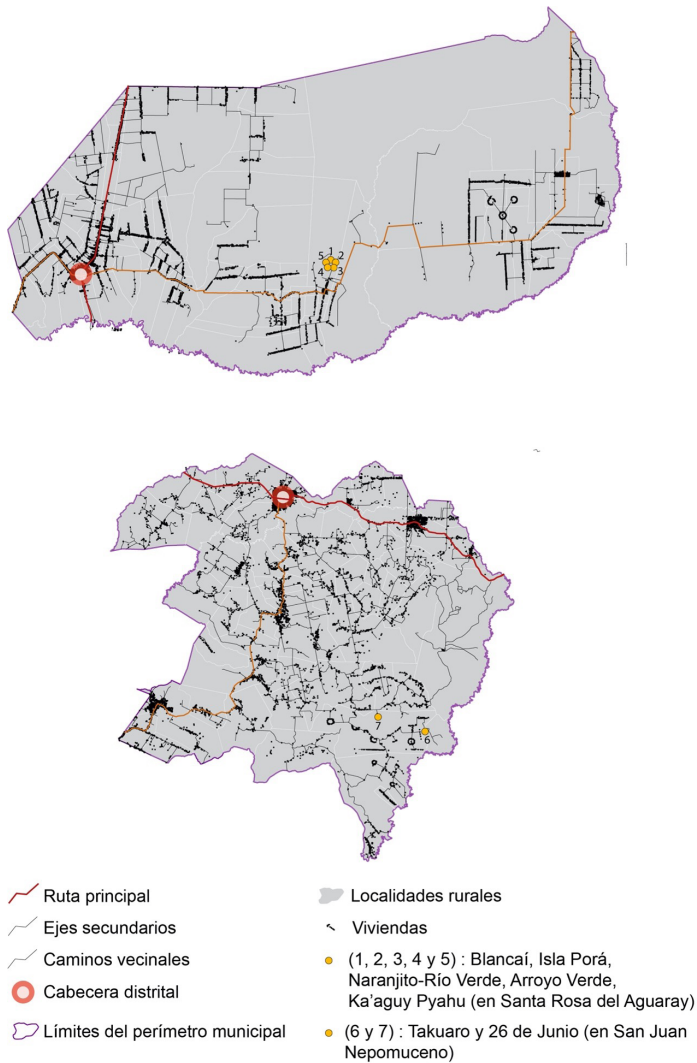 5 1 2
4 3
7
6
Ruta principal
Ejes secundarios
Caminos vecinales
Cabecera distrital
Límites del perímetro municipal
Localidades rurales
Viviendas
(1, 2, 3, 4 y 5) : Blancaí, Isla Porá,
Naranjito-Río Verde, Arroyo Verde,
Ka'aguy Pyahu (en Santa Rosa del Aguaray)
(6 y 7) : Takuaro y 26 de Junio (en San Juan
Nepomuceno)